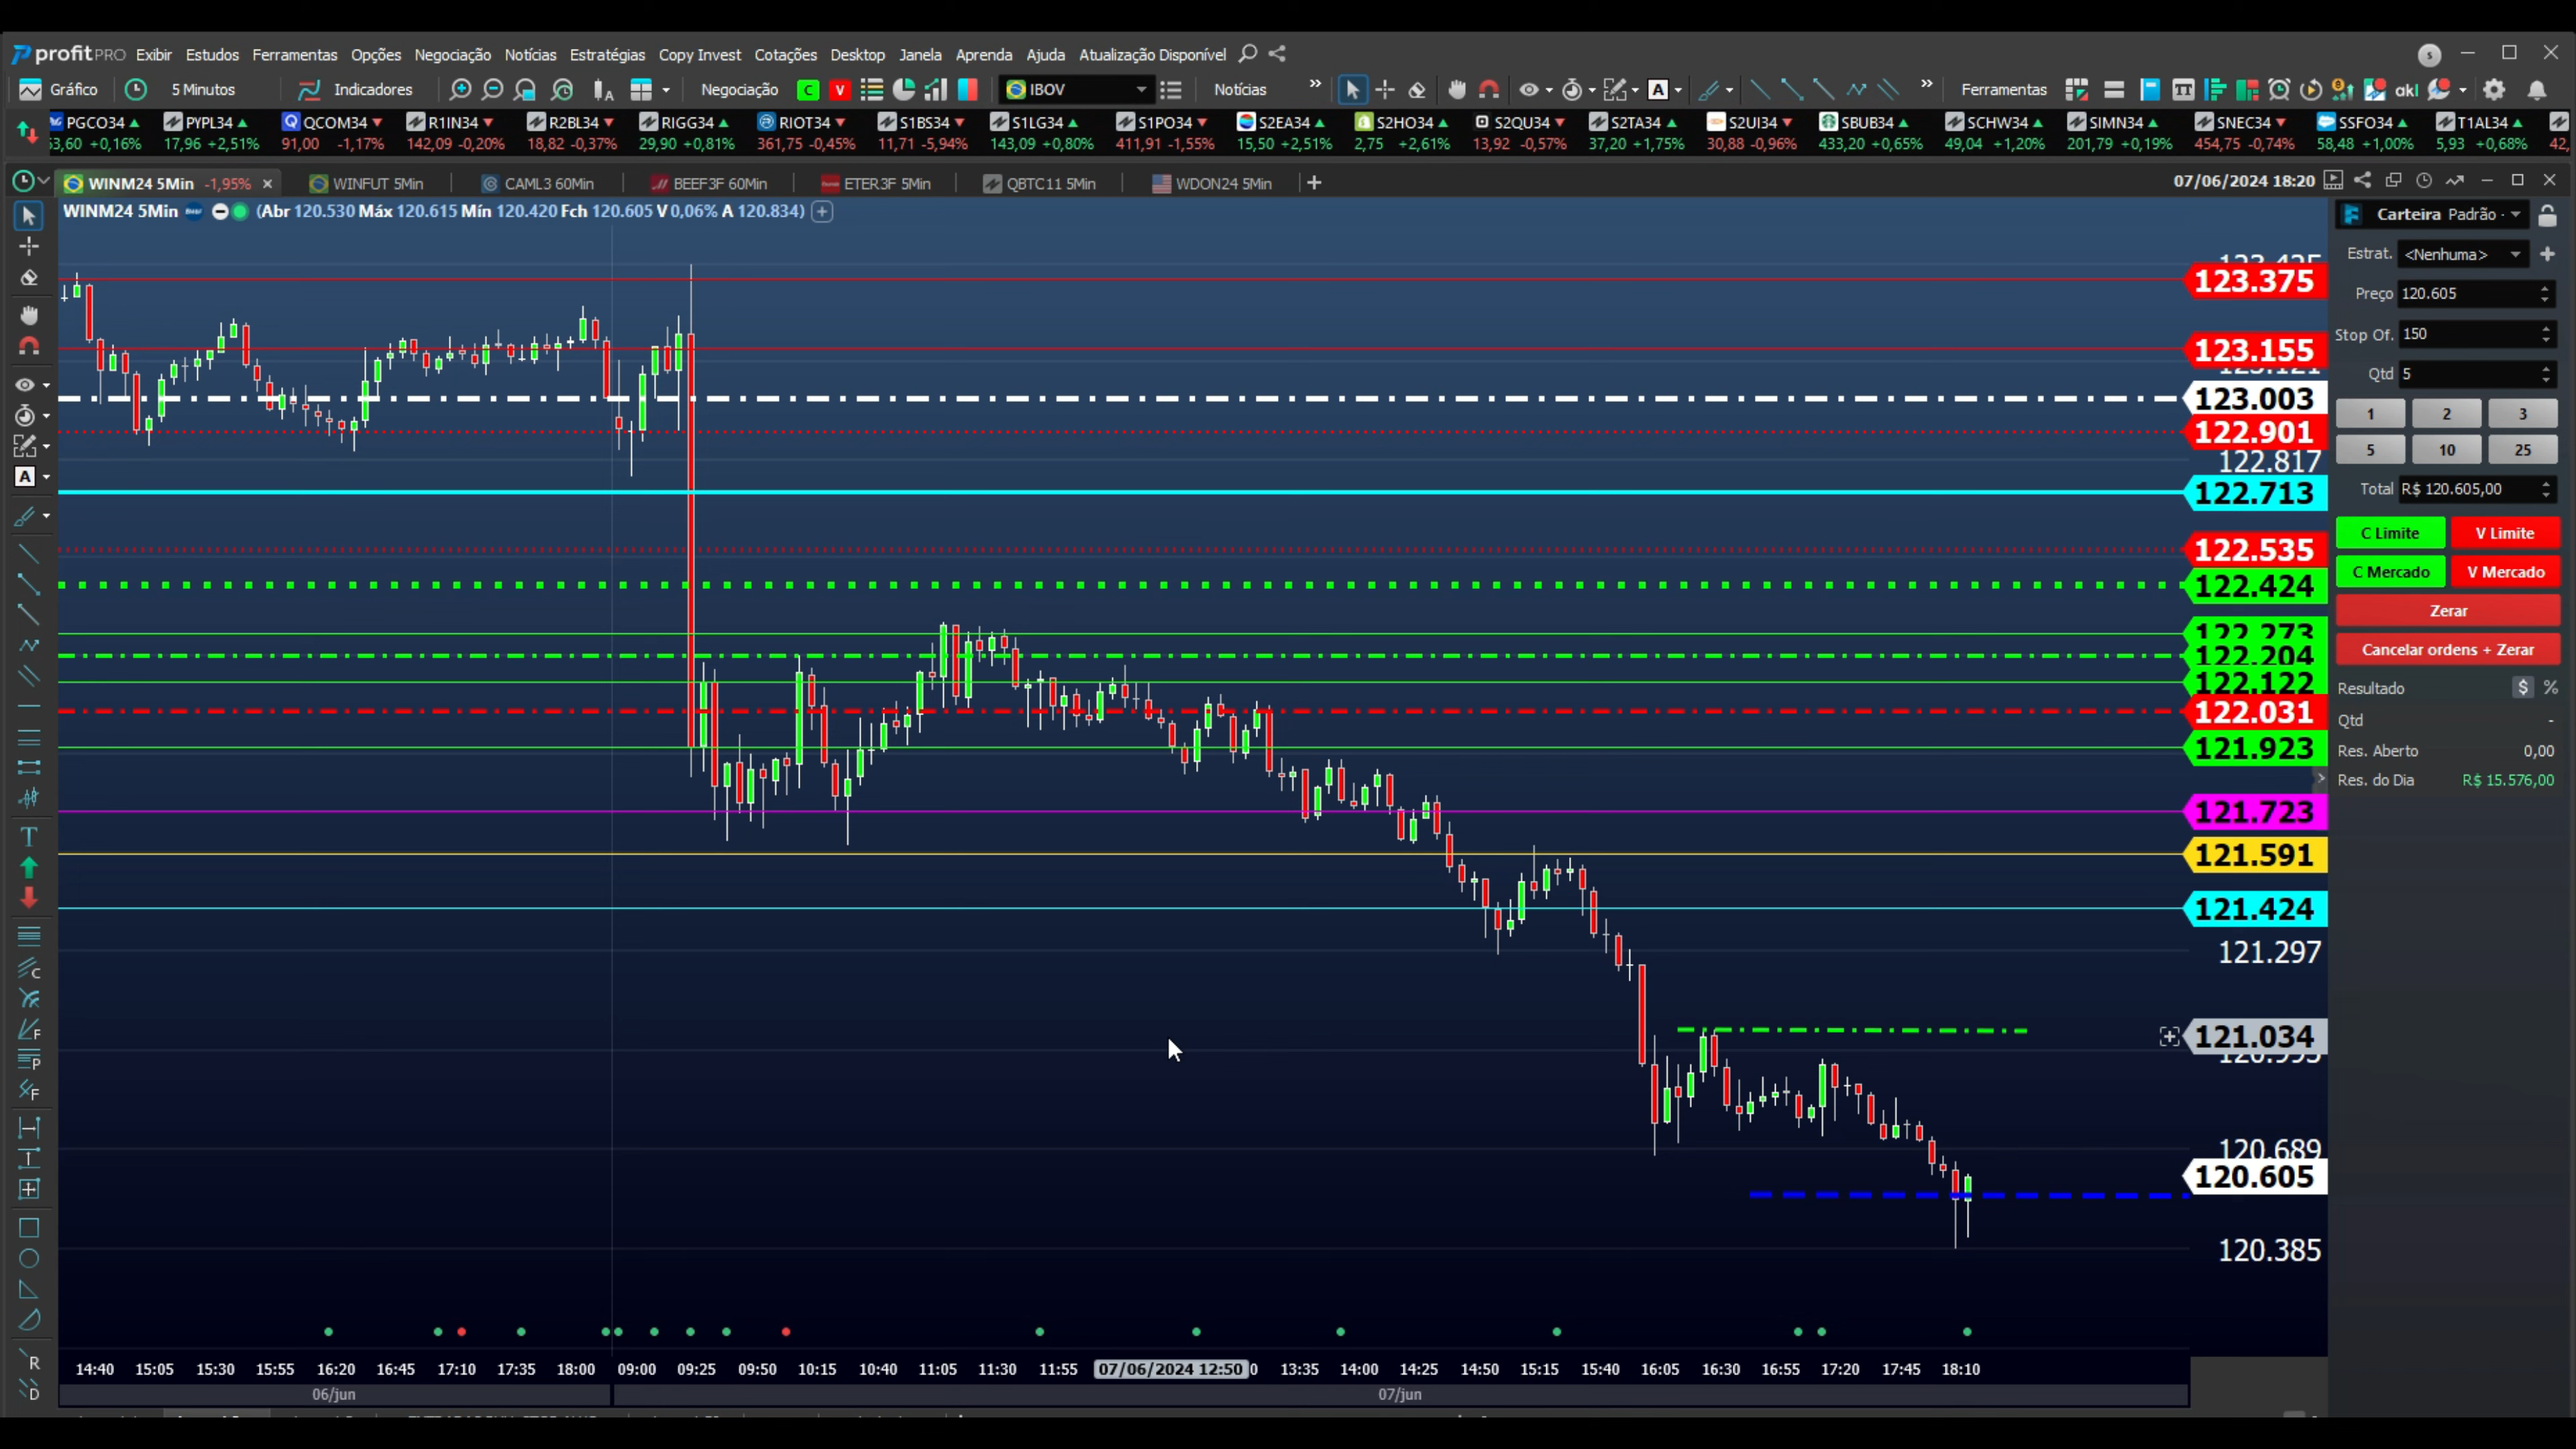 profitPRO Exibir Estudos Ferramentas Opções Negociação Notícias Estratégias Copy Invest Cotações Desktop Janela Aprenda Ajuda Atualização Disponível s
Gráfico 5 Minutos Indicadores Negociação C V IBOV Notícias » A » Ferramentas TT akl
PGCO34 PYPL34 QCOM34 R1IN34 R2BL34 RIGG34 RIOT34 S1BS34 S1LG34 S1PO34 S2EA34 S2HO34 S2QU34 S2TA34 S2UI34 SBUB34 SCHW34 SIMN34 SNEC34 SSFO34 T1AL34
53,60 +0,16% 17,96 +2,51% 91,00 -1,17% 142,09 -0,20% 18,82 -0,37% 29,90 +0,81% 361,75 -0,45% 11,71 -5,94% 143,09 +0,80% 411,91 -1,55% 15,50 +2,51% 2,75 +2,61% 13,92 -0,57% 37,20 +1,75% 30,88 -0,96% 433,20 +0,65% 49,04 +1,20% 201,79 +0,19% 454,75 -0,74% 58,48 +1,00% 5,93 +0,68% 42,
WINM24 5Min -1,95% × WINFUT 5Min CAML3 60Min BEEF3F 60Min ETER3F 5Min QBTC11 5Min WDON24 5Min + 07/06/2024 18:20
WINM24 5Min (Abr 120.530 Máx 120.615 Mín 120.420 Fch 120.605 V 0,06% A 120.834)
Carteira Padrão
Estrat. <Nenhuma>
Preço 120.605
Stop Of. 150
Qtd 5
1 2 3
5 10 25
Total R$ 120.605,00
C Limite V Limite
C Mercado V Mercado
Zerar
Cancelar ordens + Zerar
Resultado $ %
Qtd -
Res. Aberto 0,00
Res. do Dia R$ 15.576,00
123.375
123.155
123.003
122.901
122.817
122.713
122.535
122.424
122.273
122.204
122.122
122.031
121.923
121.723
121.591
121.424
121.297
121.034
120.689
120.605
120.385
A
T
C
F
P
F
R
D
14:40 15:05 15:30 15:55 16:20 16:45 17:10 17:35 18:00 09:00 09:25 09:50 10:15 10:40 11:05 11:30 11:55 07/06/2024 12:50 0 13:35 14:00 14:25 14:50 15:15 15:40 16:05 16:30 16:55 17:20 17:45 18:10
06/jun 07/jun